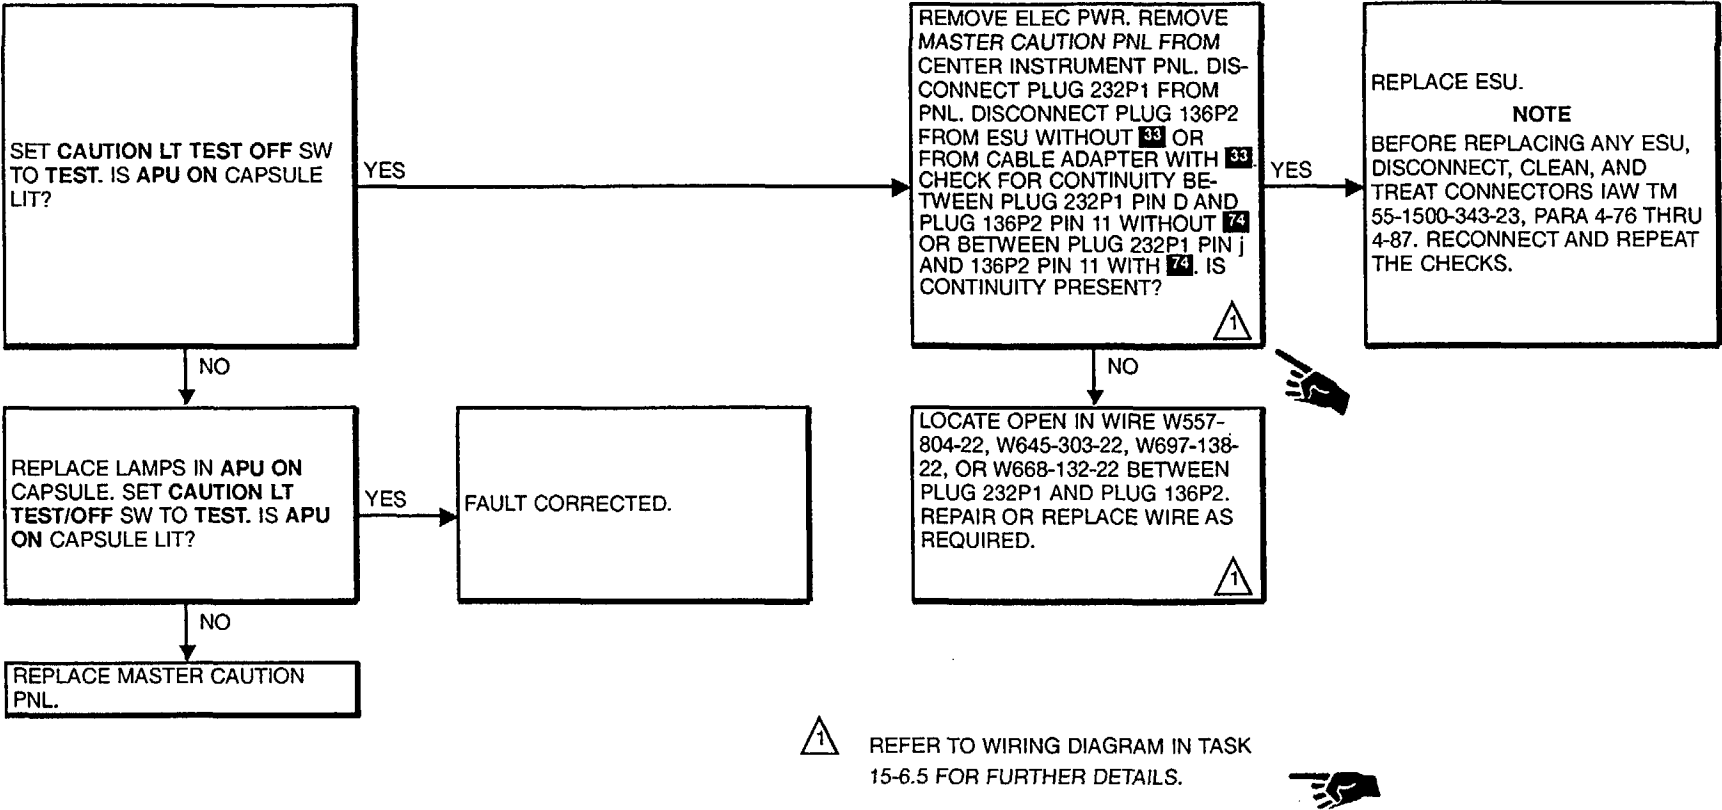 SET CAUTION LT TEST OFF SW
TO TEST. IS APU ON CAPSULE
LIT?
YES
REMOVE ELEC PWR. REMOVE
MASTER CAUTION PNL FROM
CENTER INSTRUMENT PNL. DIS-
CONNECT PLUG 232P1 FROM
PNL. DISCONNECT PLUG 136P2
FROM ESU WITHOUT 33 OR
FROM CABLE ADAPTER WITH 33.
CHECK FOR CONTINUITY BE-
TWEEN PLUG 232P1 PIN D AND
PLUG 136P2 PIN 11 WITHOUT 74
OR BETWEEN PLUG 232P1 PIN j
AND 136P2 PIN 11 WITH 74. IS
CONTINUITY PRESENT?
1
YES
REPLACE ESU.
NOTE
BEFORE REPLACING ANY ESU,
DISCONNECT, CLEAN, AND
TREAT CONNECTORS IAW TM
55-1500-343-23, PARA 4-76 THRU
4-87. RECONNECT AND REPEAT
THE CHECKS.
NO
NO
REPLACE LAMPS IN APU ON
CAPSULE. SET CAUTION LT
TEST/OFF SW TO TEST. IS APU
ON CAPSULE LIT?
YES
FAULT CORRECTED.
LOCATE OPEN IN WIRE W557-
804-22, W645-303-22, W697-138-
22, OR W668-132-22 BETWEEN
PLUG 232P1 AND PLUG 136P2.
REPAIR OR REPLACE WIRE AS
REQUIRED.
1
NO
REPLACE MASTER CAUTION
PNL.
1
REFER TO WIRING DIAGRAM IN TASK
15-6.5 FOR FURTHER DETAILS.